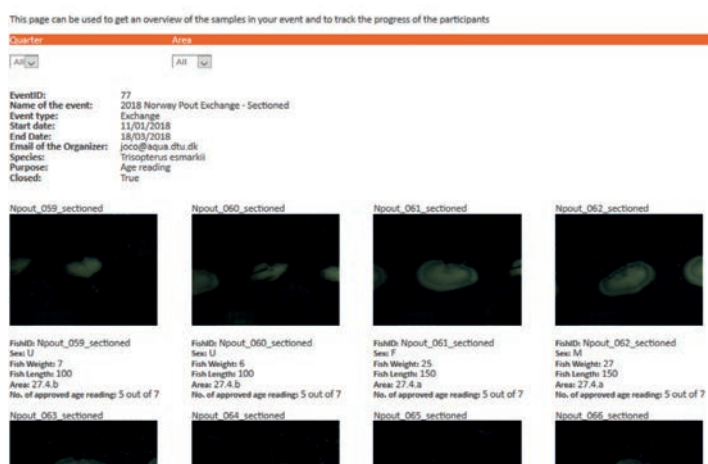 This page can be used to get an overview of the samples in your event and to track the progress of the participants
Quarter Area
All All
EventID: 77
Name of the event: 2018 Norway Pout Exchange - Sectioned
Event type: Exchange
Start date: 11/01/2018
End Date: 18/03/2018
Email of the Organizer: joco@aqua.dtu.dk
Species: Trisopterus esmarkii
Purpose: Age reading
Closed: True
Npout_059_sectioned Npout_060_sectioned Npout_061_sectioned Npout_062_sectioned
FishID: Npout_059_sectioned FishID: Npout_060_sectioned FishID: Npout_061_sectioned FishID: Npout_062_sectioned
Sex: U Sex: U Sex: F Sex: M
Fish Weight: 7 Fish Weight: 6 Fish Weight: 25 Fish Weight: 27
Fish Length: 100 Fish Length: 100 Fish Length: 150 Fish Length: 150
Area: 27.4.b Area: 27.4.b Area: 27.4.a Area: 27.4.a
No. of approved age reading: 5 out of 7 No. of approved age reading: 5 out of 7 No. of approved age reading: 5 out of 7 No. of approved age reading: 5 out of 7
Npout_063_sectioned Npout_064_sectioned Npout_065_sectioned Npout_066_sectioned